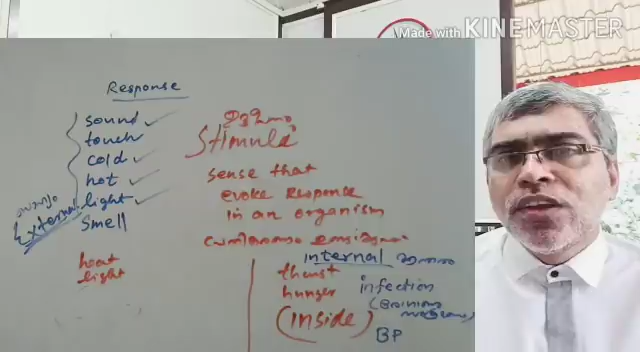 Made with KINEMASTER
Response
sound
touch
cold
hot
light
smell
External
heat
light
Stimuli
sense that
evoke Response
in an organism
internal
thrust
hunger
(inside)
infection
BP